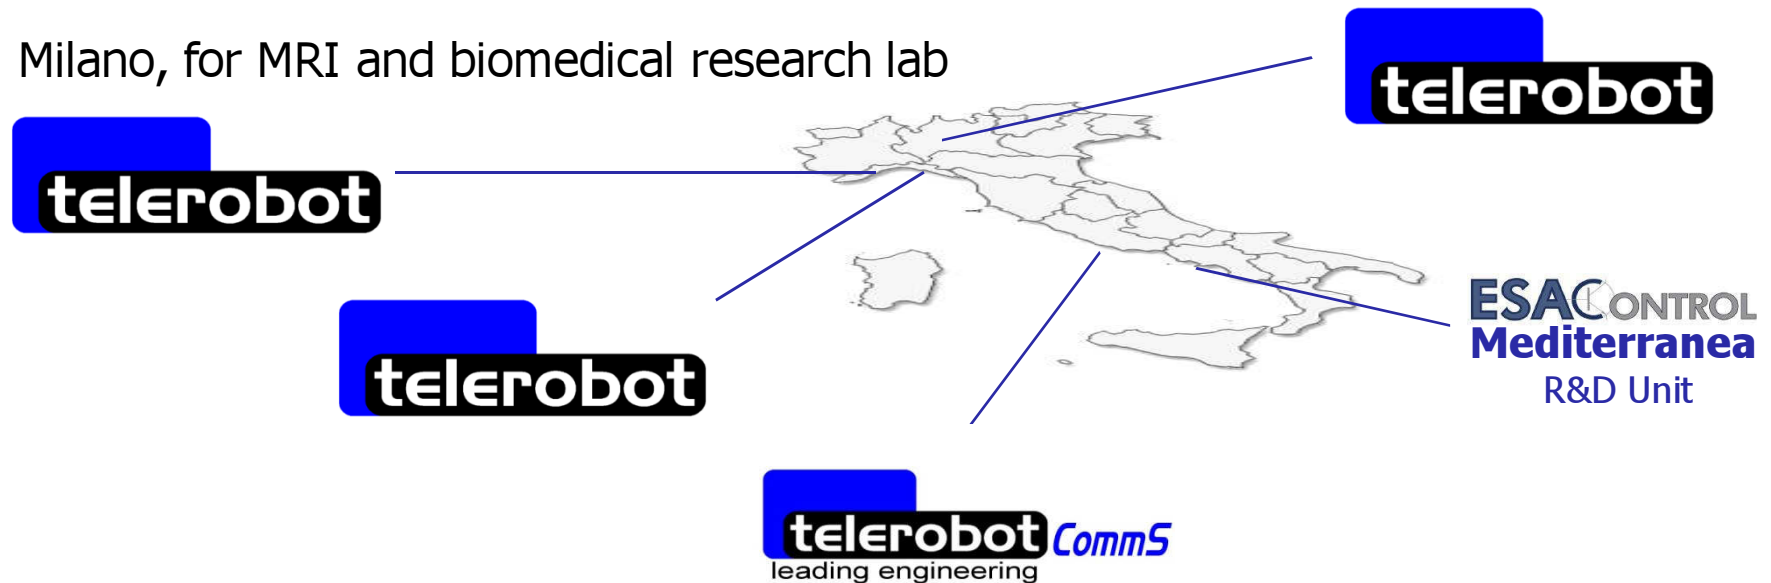 Milano, for MRI and biomedical research lab
telerobot
telerobot
telerobot
ESACONTROL
Mediterranea
R&D Unit
telerobot CommS
leading engineering